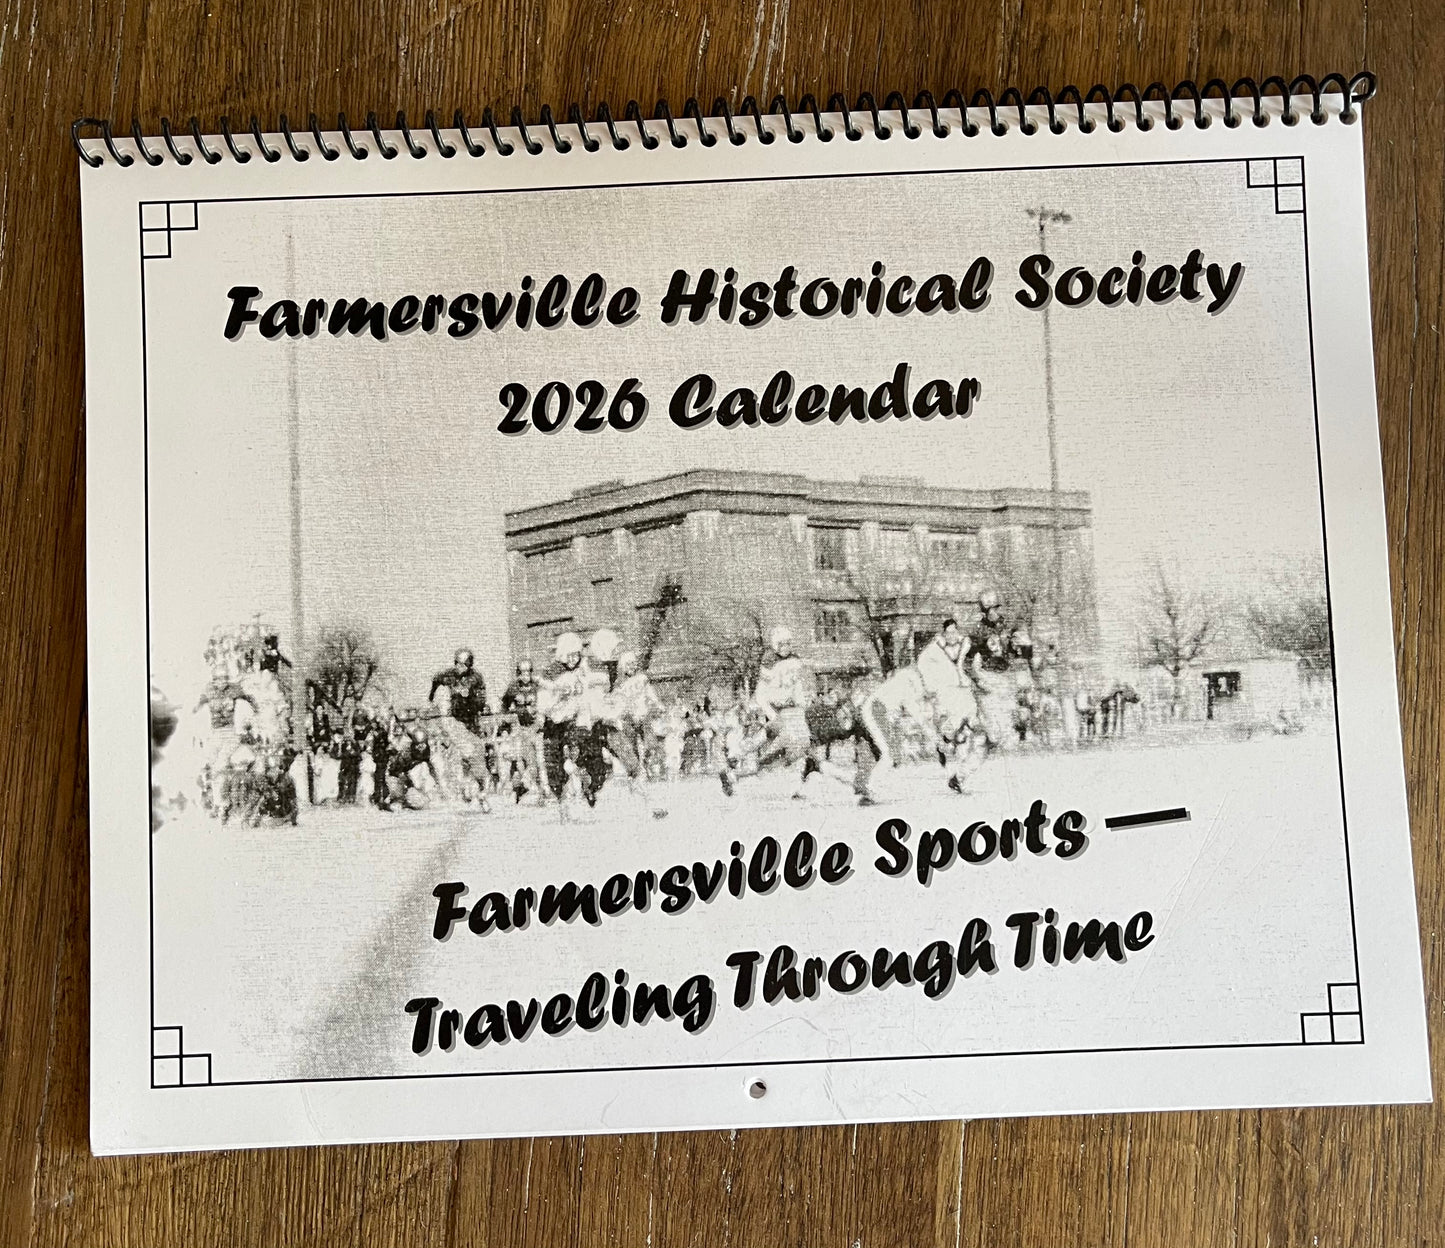 Farmersville Historical Society
2026 Calendar
Farmersville Sports —
Traveling Through Time